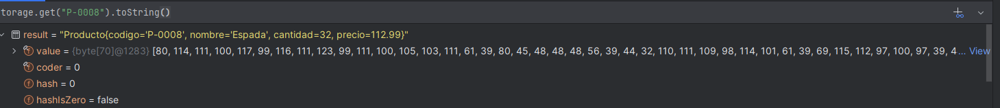 torage.get("P-0008").toString()
result = "Producto{codigo='P-0008', nombre='Espada', cantidad=32, precio=112.99}"
value = {byte[70]@1283} [80, 114, 111, 100, 117, 99, 116, 111, 123, 99, 111, 100, 105, 103, 111, 61, 39, 80, 45, 48, 48, 48, 56, 39, 44, 32, 110, 111, 109, 98, 114, 101, 61, 39, 69, 115, 112, 97, 100, 97, 39, 4... View
coder = 0
hash = 0
hashIsZero = false